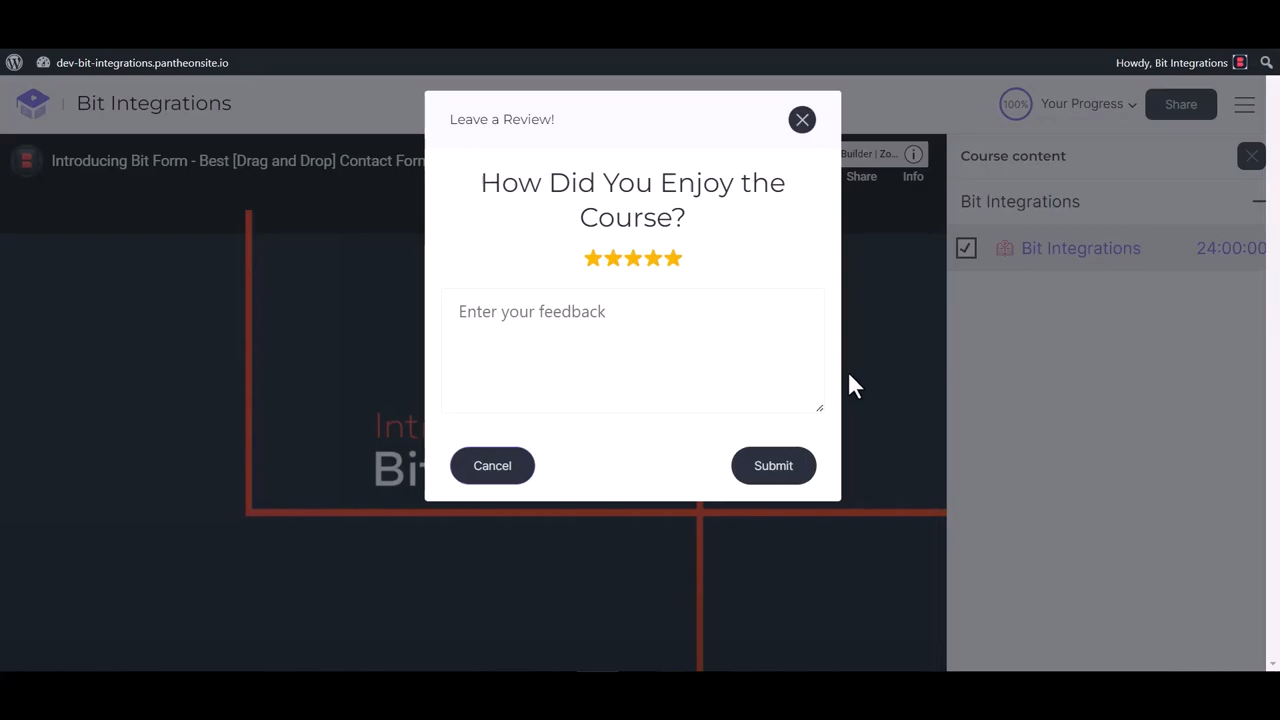 dev-bit-integrations.pantheonsite.io
Howdy, Bit Integrations
Bit Integrations
100%
Your Progress
Share
Leave a Review!
Introducing Bit Form - Best [Drag and Drop] Contact Form
Builder | Zo...
Share
Info
Course content
Bit Integrations
Bit Integrations
24:00:00
How Did You Enjoy the
Course?
Enter your feedback
Cancel
Submit